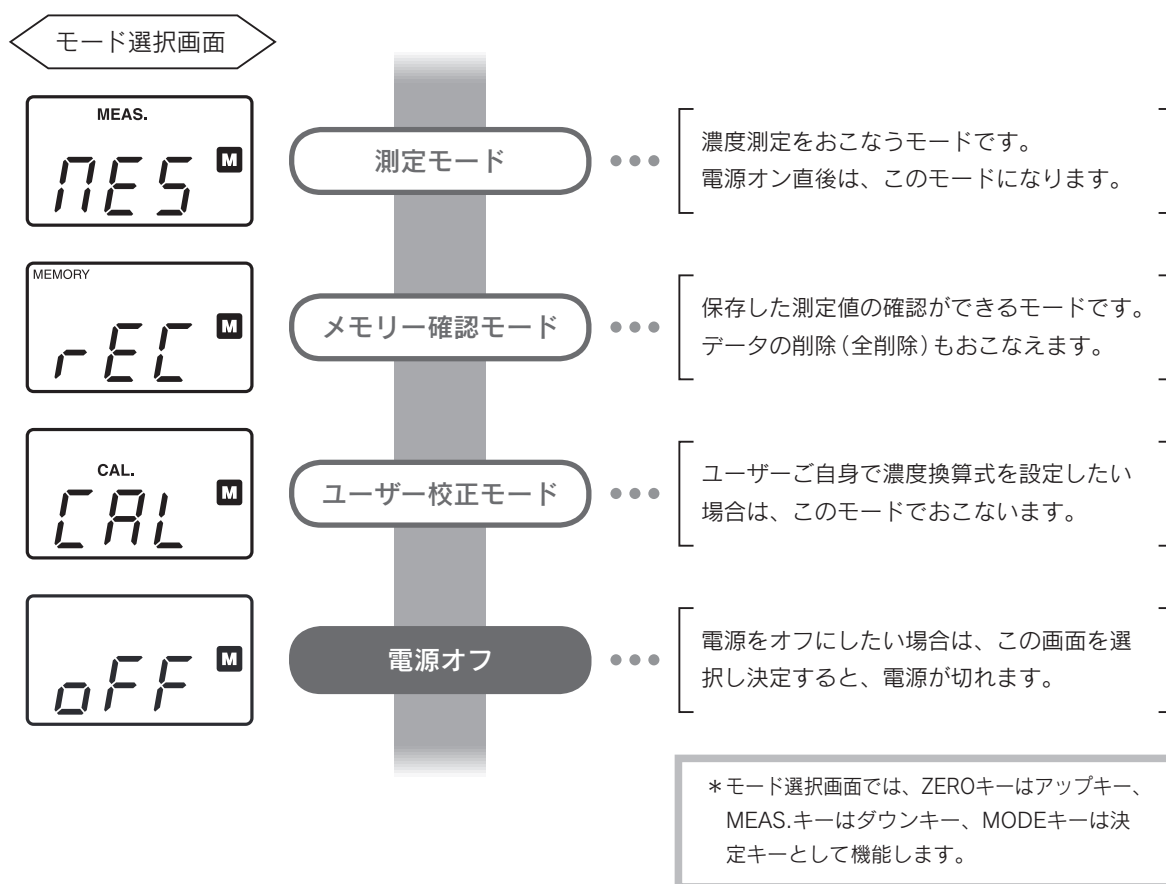 モード選択画面
MEAS.
MES M
測定モード
濃度測定をおこなうモードです。
電源オン直後は、このモードになります。
MEMORY
rEC M
メモリー確認モード
保存した測定値の確認ができるモードです。
データの削除(全削除)もおこなえます。
CAL.
CAL M
ユーザー校正モード
ユーザーご自身で濃度換算式を設定したい
場合は、このモードでおこないます。
oFF M
電源オフ
電源をオフにしたい場合は、この画面を選
択し決定すると、電源が切れます。
*モード選択画面では、ZEROキーはアップキー、
MEAS.キーはダウンキー、MODEキーは決
定キーとして機能します。